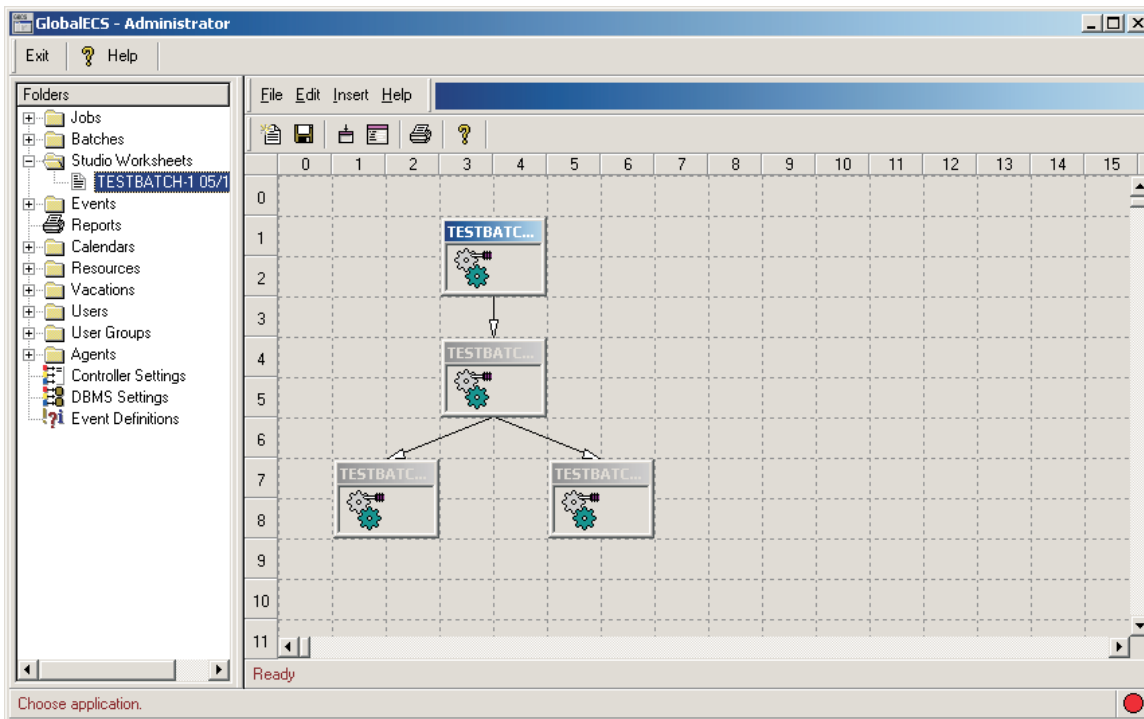 GlobalECS - Administrator
Exit Help
Folders
Jobs
Batches
Studio Worksheets
TESTBATCH-1 05/1
Events
Reports
Calendars
Resources
Vacations
Users
User Groups
Agents
Controller Settings
DBMS Settings
Event Definitions
File Edit Insert Help
0 1 2 3 4 5 6 7 8 9 10 11 12 13 14 15
0
1
2
3
4
5
6
7
8
9
10
11
TESTBATC...
TESTBATC...
TESTBATC... TESTBATC...
Ready
Choose application.